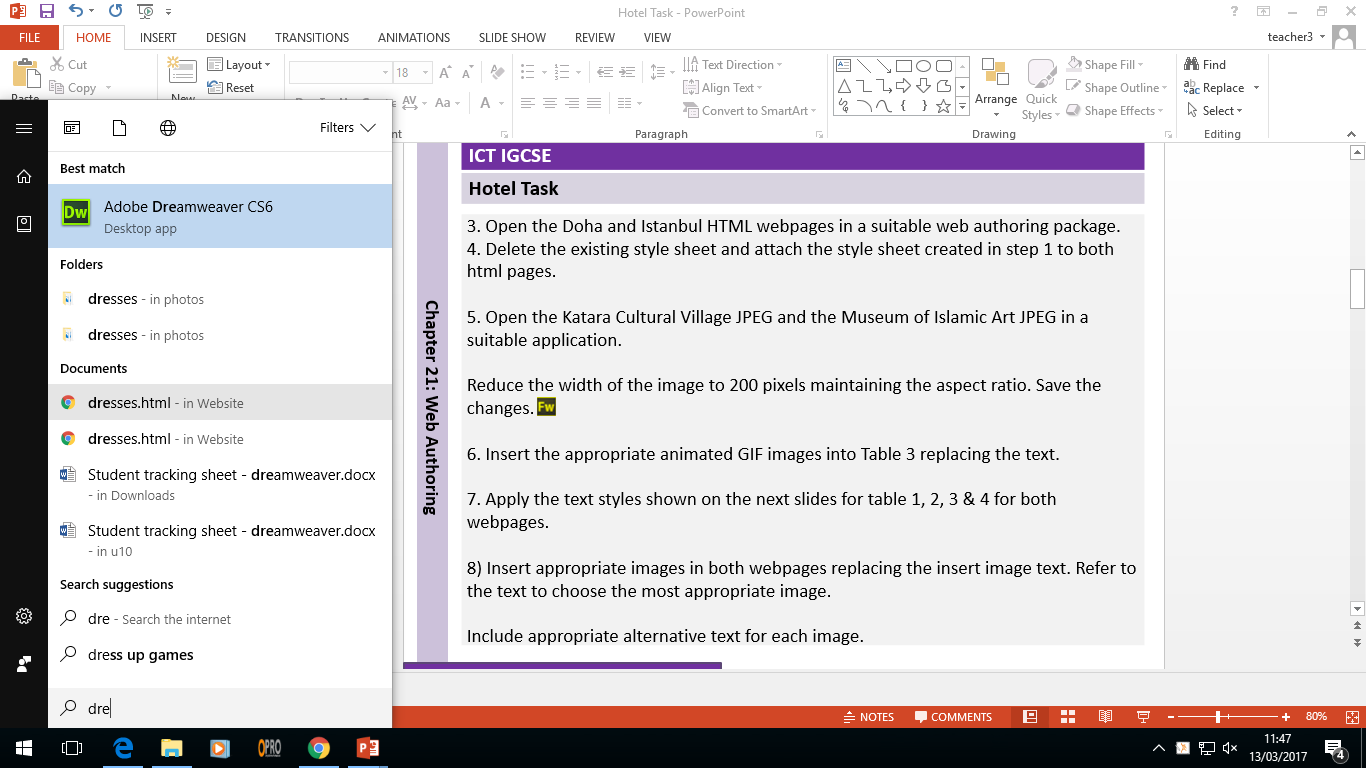 Hotel Task - PowerPoint
?
FILE
HOME
INSERT
DESIGN
TRANSITIONS
ANIMATIONS
SLIDE SHOW
REVIEW
VIEW
teacher3
Cut
Copy
Paste
New
Layout
Reset
18
AV
Aa
A
Text Direction
Align Text
Convert to SmartArt
Paragraph
Arrange
Quick
Styles
Shape Fill
Shape Outline
Shape Effects
Drawing
Find
Replace
Select
Editing
Filters
Best match
Dw
Adobe Dreamweaver CS6
Desktop app
Folders
dresses - in photos
dresses - in photos
Documents
dresses.html - in Website
dresses.html - in Website
Student tracking sheet - dreamweaver.docx
- in Downloads
Student tracking sheet - dreamweaver.docx
- in u10
Search suggestions
dre - Search the internet
dress up games
dre
Chapter 21: Web Authoring
ICT IGCSE
Hotel Task
3. Open the Doha and Istanbul HTML webpages in a suitable web authoring package.
4. Delete the existing style sheet and attach the style sheet created in step 1 to both
html pages.
5. Open the Katara Cultural Village JPEG and the Museum of Islamic Art JPEG in a
suitable application.
Reduce the width of the image to 200 pixels maintaining the aspect ratio. Save the
changes. Fw
6. Insert the appropriate animated GIF images into Table 3 replacing the text.
7. Apply the text styles shown on the next slides for table 1, 2, 3 & 4 for both
webpages.
8) Insert appropriate images in both webpages replacing the insert image text. Refer to
the text to choose the most appropriate image.
Include appropriate alternative text for each image.
NOTES
COMMENTS
80%
OPRO
11:47
13/03/2017
4